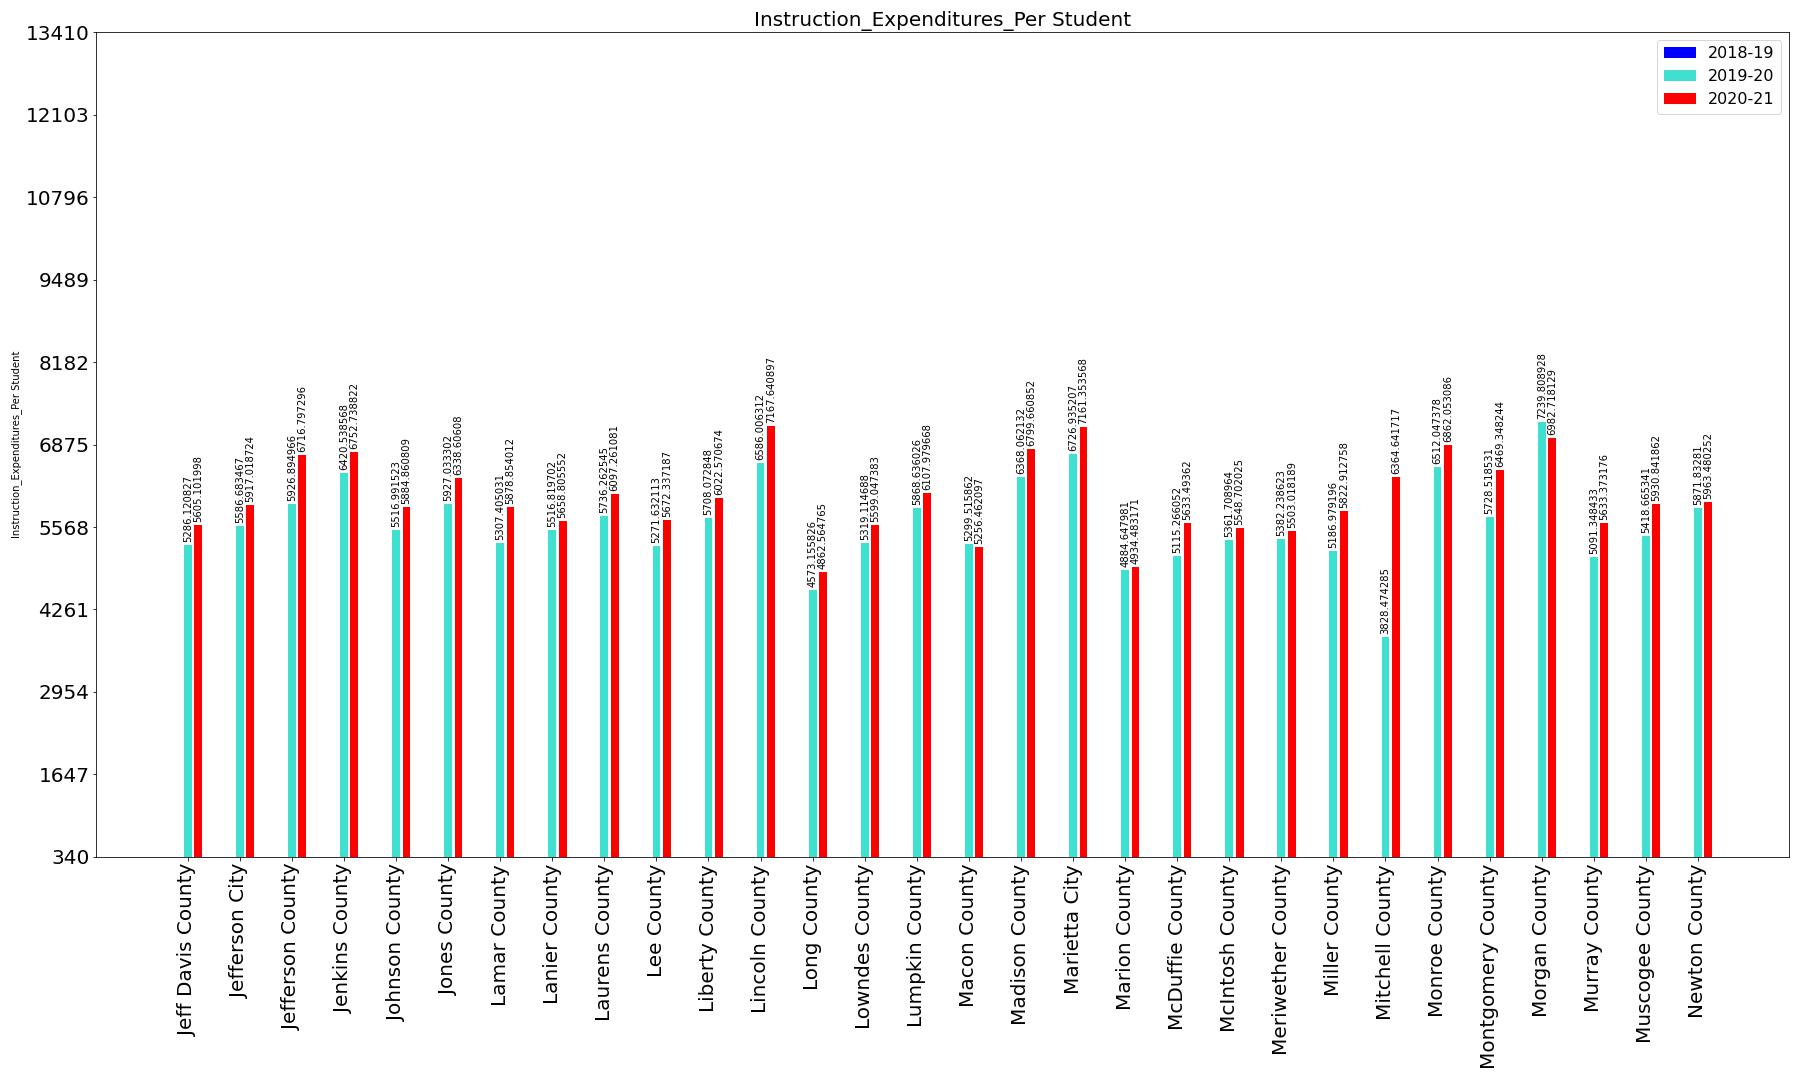 Instruction_Expenditures_Per Student
2018-19
2019-20
2020-21
Instruction_Expenditures_Per Student
13410
12103
10796
9489
8182
6875
5568
4261
2954
1647
340
5286.120827
5605.101998
5586.683467
5917.018724
5926.894966
6716.797296
6420.538568
6752.738822
5516.991523
5884.860809
5927.033302
6338.60608
5307.405031
5878.854012
5516.819702
5658.805552
5736.262545
6097.261081
5271.632113
5672.337187
5708.072848
6022.570674
6586.006312
7167.640897
4573.155826
4862.564765
5319.114688
5599.047383
5868.636026
6107.979668
5299.515862
5256.462097
6368.062132
6799.660852
6726.935207
7161.353568
4884.647981
4934.483171
5115.266052
5633.49362
5361.708964
5548.702025
5382.238623
5503.018189
5186.979196
5822.912758
3828.474285
6364.641717
6512.047378
6862.053086
5728.518531
6469.348244
7239.808928
6982.718129
5091.348433
5633.373176
5418.665341
5930.841862
5871.83281
5963.480252
Jeff Davis County
Jefferson City
Jefferson County
Jenkins County
Johnson County
Jones County
Lamar County
Lanier County
Laurens County
Lee County
Liberty County
Lincoln County
Long County
Lowndes County
Lumpkin County
Macon County
Madison County
Marietta City
Marion County
McDuffie County
McIntosh County
Meriwether County
Miller County
Mitchell County
Monroe County
Montgomery County
Morgan County
Murray County
Muscogee County
Newton County